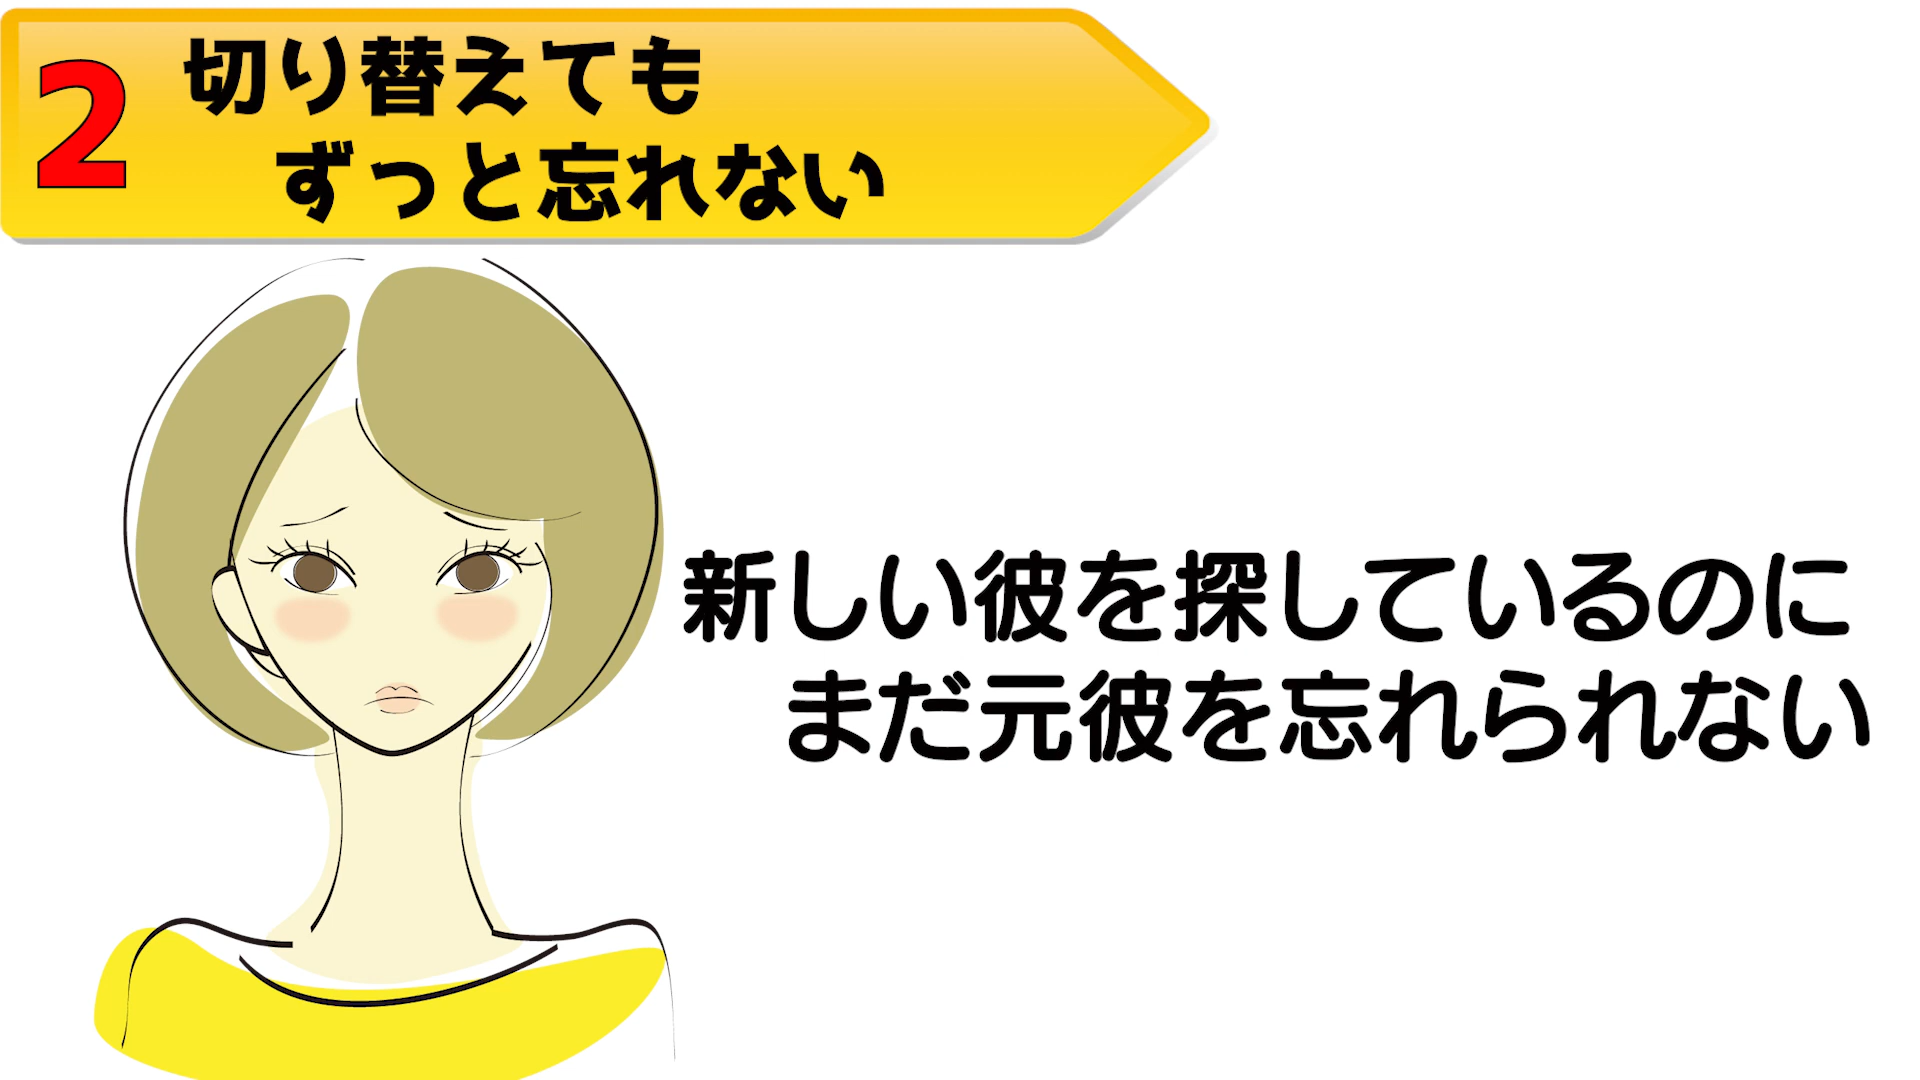 2
切り替えても
ずっと忘れない
新しい彼を探しているのに
まだ元彼を忘れられない